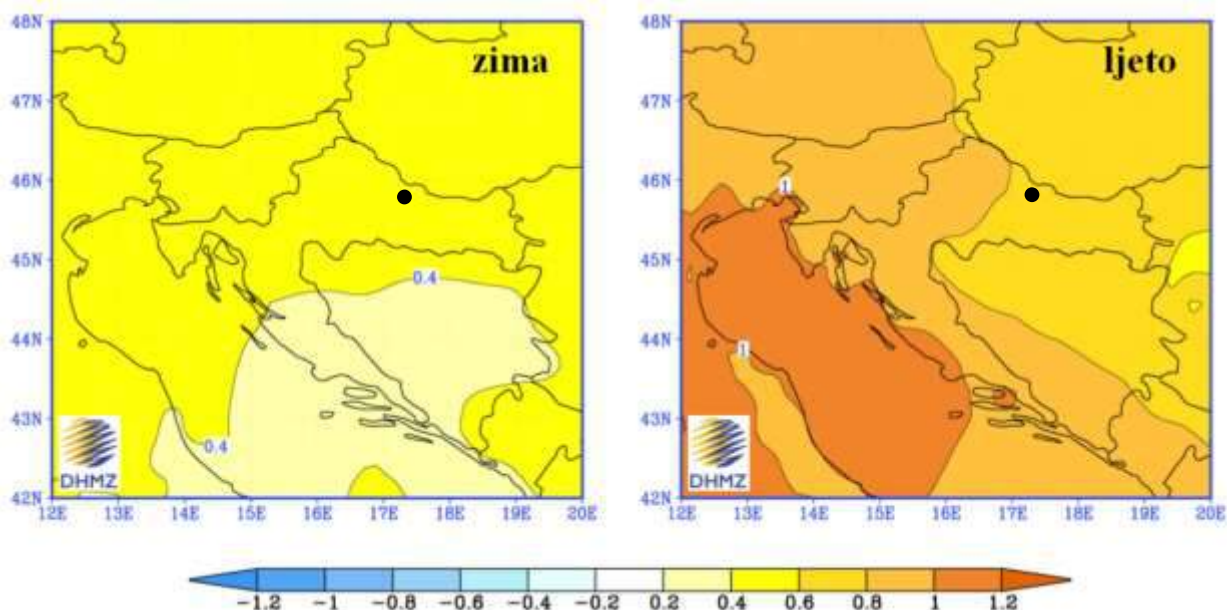 48N zima
47N
46N
45N
44N 0.4
43N
0.4
DHMZ
42N
12E 13E 14E 15E 16E 17E 18E 19E 20E
48N ljeto
47N
46N 1
45N
44N
1
43N
DHMZ
42N
12E 13E 14E 15E 16E 17E 18E 19E 20E
-1.2 -1 -0.8 -0.6 -0.4 -0.2 0.2 0.4 0.6 0.8 1 1.2